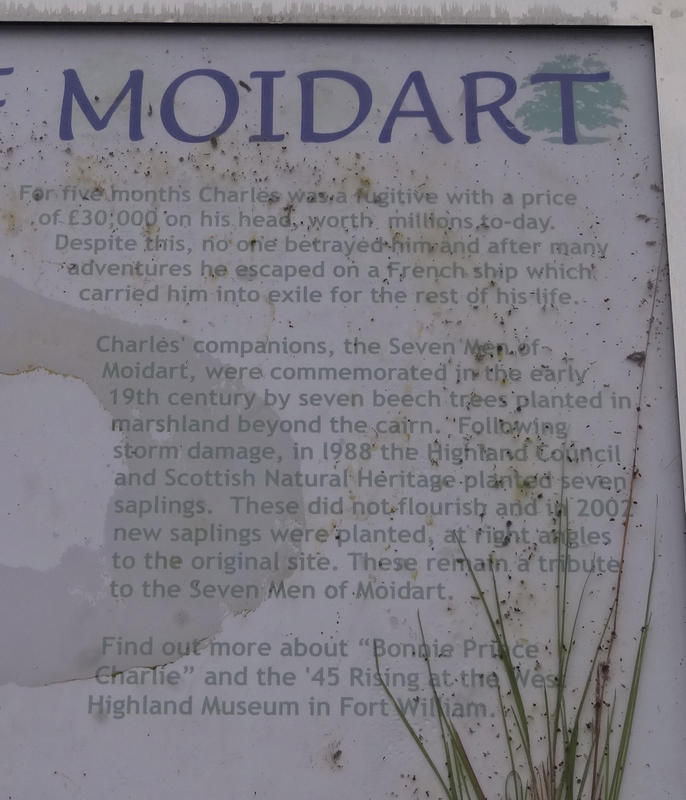 F MOIDART
For five months Charles was a fugitive with a price
of £30,000 on his head, worth millions to-day.
Despite this, no one betrayed him and after many
adventures he escaped on a French ship which
carried him into exile for the rest of his life.
Charles' companions, the Seven Men of
Moidart, were commemorated in the early
19th century by seven beech trees planted in
marshland beyond the cairn. Following
storm damage, in 1988 the Highland Council
and Scottish Natural Heritage planted seven
saplings. These did not flourish and in 2002
new saplings were planted, at right angles
to the original site. These remain a tribute
to the Seven Men of Moidart.
Find out more about “Bonnie Prince
Charlie” and the '45 Rising at the West
Highland Museum in Fort William.